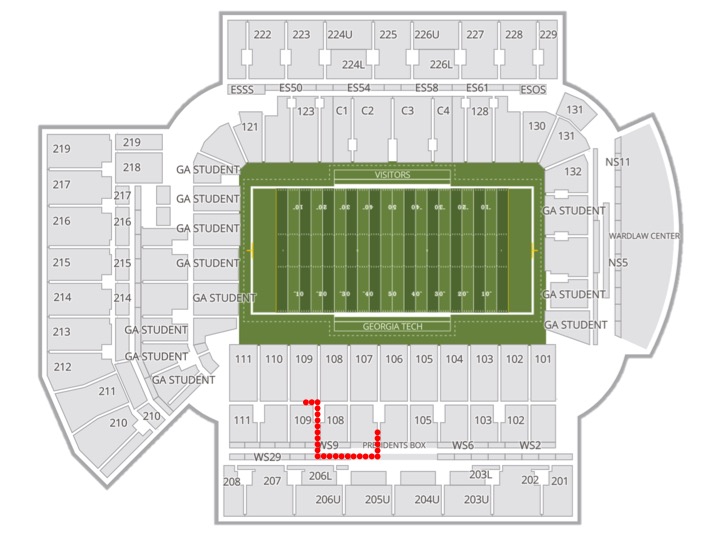 222 223 224U 225 226U 227 228 229
224L 226L
ESSS ES50 ES54 ES58 ES61 ESOS
121 123 C1 C2 C3 C4 128 130 131
131
219 219
218 GA STUDENT VISITORS 132 NS11
217 217 GA STUDENT
216 216 GA STUDENT GA STUDENT
WARDLAW CENTER
215 215 GA STUDENT NS5
214 214 GA STUDENT GA STUDENT
213 GA STUDENT GEORGIA TECH GA STUDENT
212 GA STUDENT
211 GA STUDENT
210 210
10 20 30 40 50 40 30 20 10
10 20 30 40 50 40 30 20 10
111 110 109 108 107 106 105 104 103 102 101
111 109 108 105 103 102
WS9 PRESIDENTS BOX WS6 WS2
WS29
208 207 206L 203L 202 201
206U 205U 204U 203U